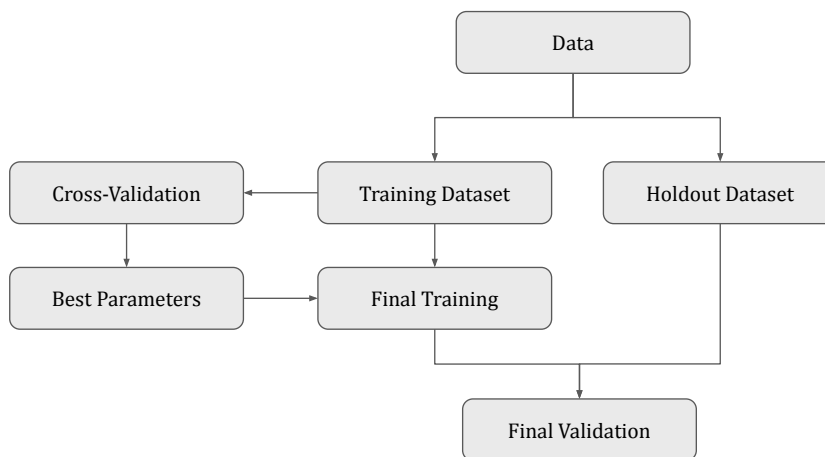 Data
Cross-Validation
Training Dataset
Holdout Dataset
Best Parameters
Final Training
Final Validation